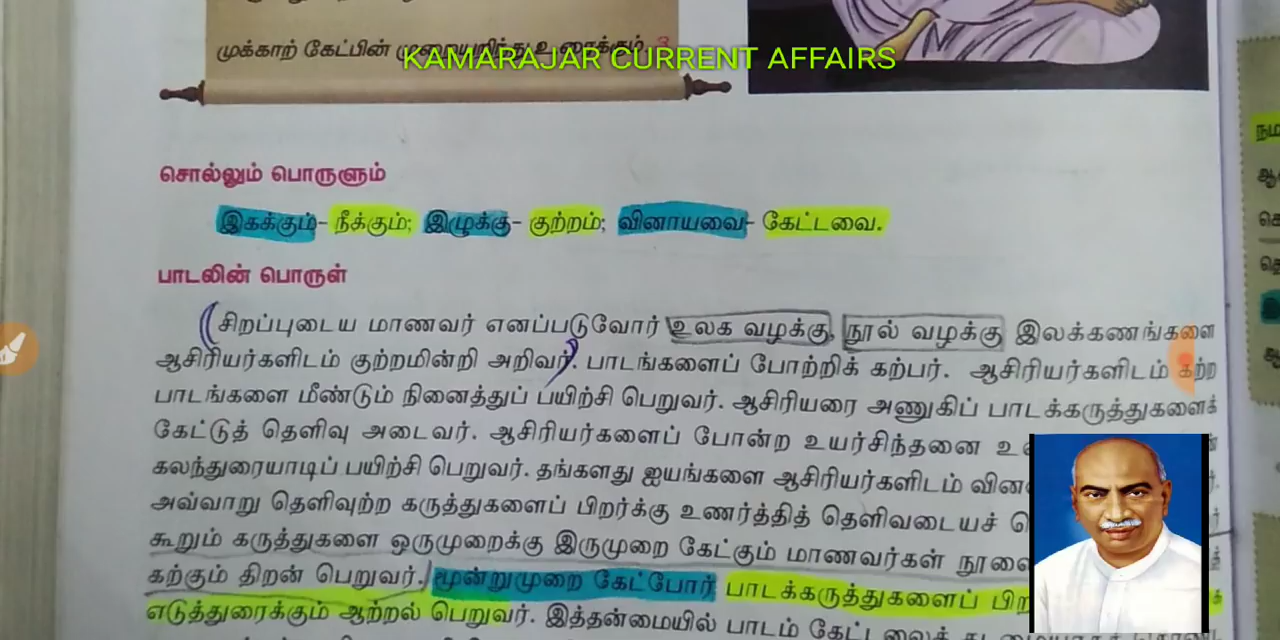 முக்காற் கேட்பின்
KAMARAJAR CURRENT AFFAIRS
சொல்லும் பொருளும்
இகக்கும்- நீக்கும்; இழுக்கு- குற்றம்; வினாயவை- கேட்டவை.
பாடலின் பொருள்
சிறப்புடைய மாணவர் எனப்படுவோர் உலக வழக்கு, நூல் வழக்கு இலக்கணங்களை
ஆசிரியர்களிடம் குற்றமின்றி அறிவர். பாடங்களைப் போற்றிக் கற்பர். ஆசிரியர்களிடம் கற்ற
பாடங்களை மீண்டும் நினைத்துப் பயிற்சி பெறுவர். ஆசிரியரை அணுகிப் பாடக்கருத்துகளைக்
கேட்டுத் தெளிவு அடைவர். ஆசிரியர்களைப் போன்ற உயர்சிந்தனை
கலந்துரையாடிப் பயிற்சி பெறுவர். தங்களது ஐயங்களை ஆசிரியர்களிடம்
அவ்வாறு தெளிவுற்ற கருத்துகளைப் பிறர்க்கு உணர்த்தித் தெளிவடையச்
கூறும் கருத்துகளை ஒருமுறைக்கு இருமுறை கேட்கும் மாணவர்கள்
கற்கும் திறன் பெறுவர். மூன்றுமுறை கேட்போர் பாடக்கருத்துகளைப்
எடுத்துரைக்கும் ஆற்றல் பெறுவர். இத்தன்மையில் பாடம்